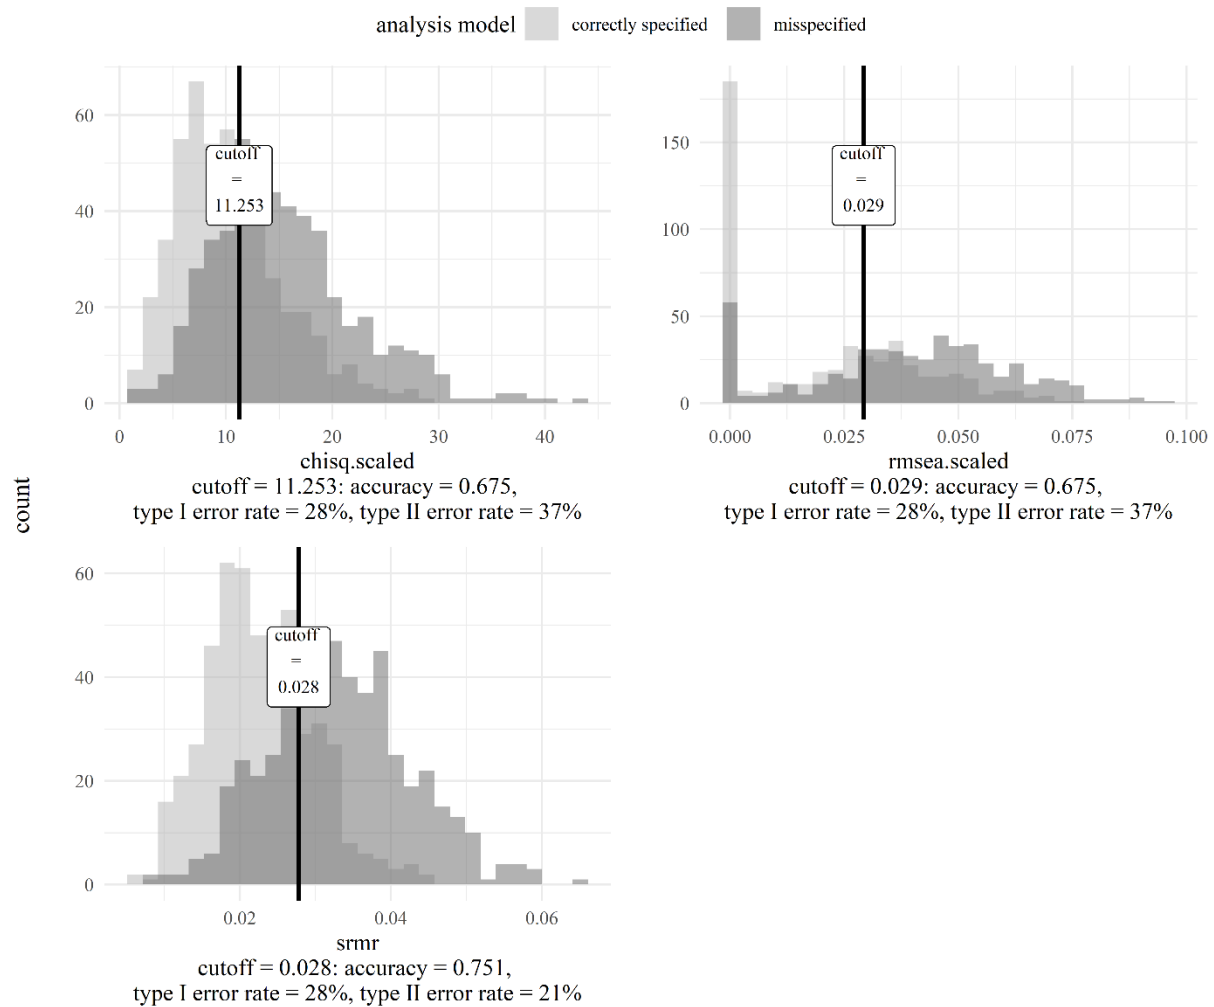 analysis model correctly specified misspecified
count
60
40
20
0
cutoff
=
11.253
0 10 20 30 40
chisq.scaled
cutoff = 11.253: accuracy = 0.675,
type I error rate = 28%, type II error rate = 37%
150
100
50
0
cutoff
=
0.029
0.000 0.025 0.050 0.075 0.100
rmsea.scaled
cutoff = 0.029: accuracy = 0.675,
type I error rate = 28%, type II error rate = 37%
60
40
20
0
cutoff
=
0.028
0.02 0.04 0.06
srmr
cutoff = 0.028: accuracy = 0.751,
type I error rate = 28%, type II error rate = 21%